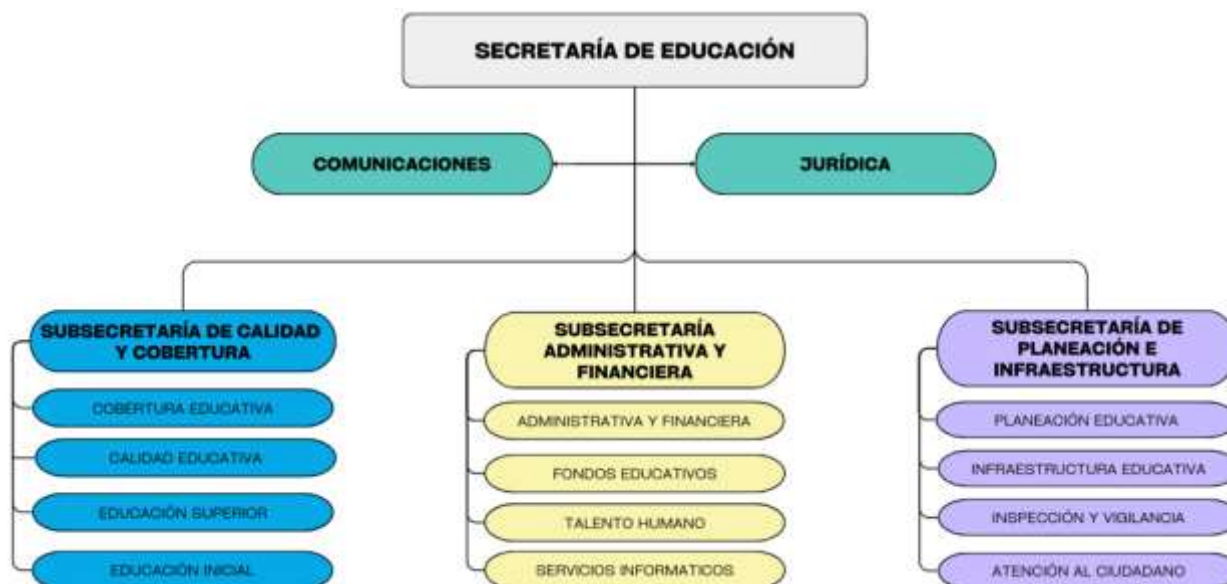 SECRETARÍA DE EDUCACIÓN
COMUNICACIONES
JURÍDICA
SUBSECRETARÍA DE CALIDAD
Y COBERTURA
COBERTURA EDUCATIVA
CALIDAD EDUCATIVA
EDUCACIÓN SUPERIOR
EDUCACIÓN INICIAL
SUBSECRETARÍA
ADMINISTRATIVA Y
FINANCIERA
ADMINISTRATIVA Y FINANCIERA
FONDOS EDUCATIVOS
TALENTO HUMANO
SERVICIOS INFORMATICOS
SUBSECRETARÍA DE
PLANEACIÓN E
INFRAESTRUCTURA
PLANEACIÓN EDUCATIVA
INFRAESTRUCTURA EDUCATIVA
INSPECCIÓN Y VIGILANCIA
ATENCIÓN AL CIUDADANO